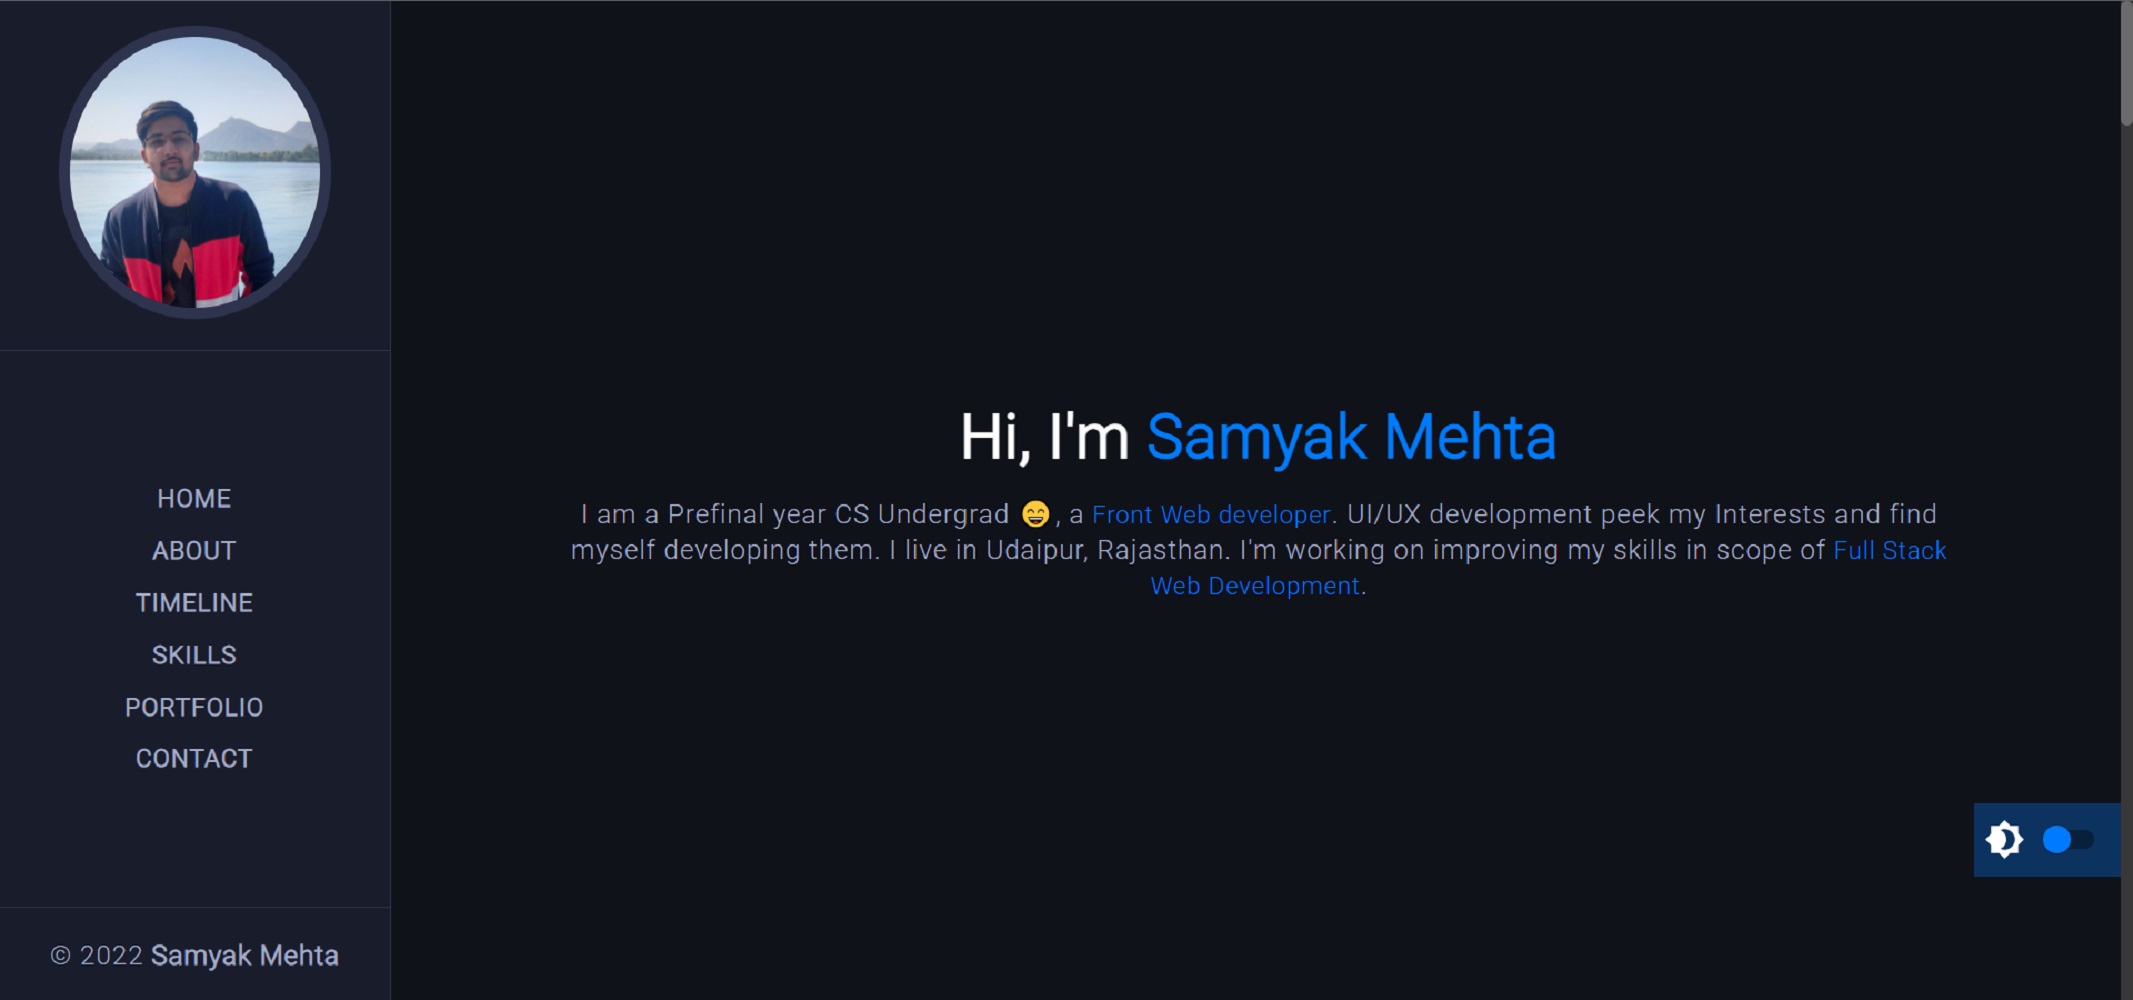 HOME
ABOUT
TIMELINE
SKILLS
PORTFOLIO
CONTACT
© 2022 Samyak Mehta
Hi, I'm Samyak Mehta
I am a Prefinal year CS Undergrad 😄, a Front Web developer. UI/UX development peek my Interests and find
myself developing them. I live in Udaipur, Rajasthan. I'm working on improving my skills in scope of Full Stack
Web Development.